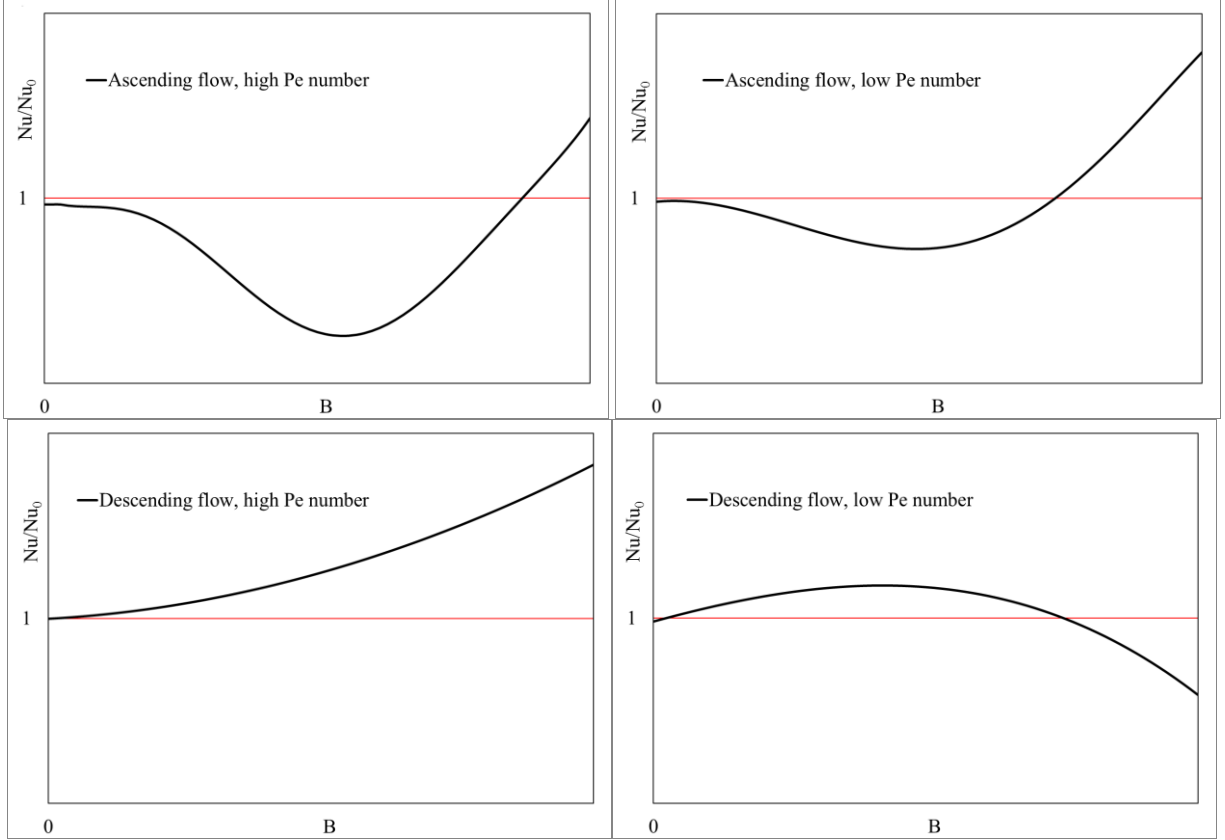 Ascending flow, high Pe number
Nu/Nu₀
1
0
B
Ascending flow, low Pe number
Nu/Nu₀
1
0
B
Descending flow, high Pe number
Nu/Nu₀
1
0
B
Descending flow, low Pe number
Nu/Nu₀
1
0
B